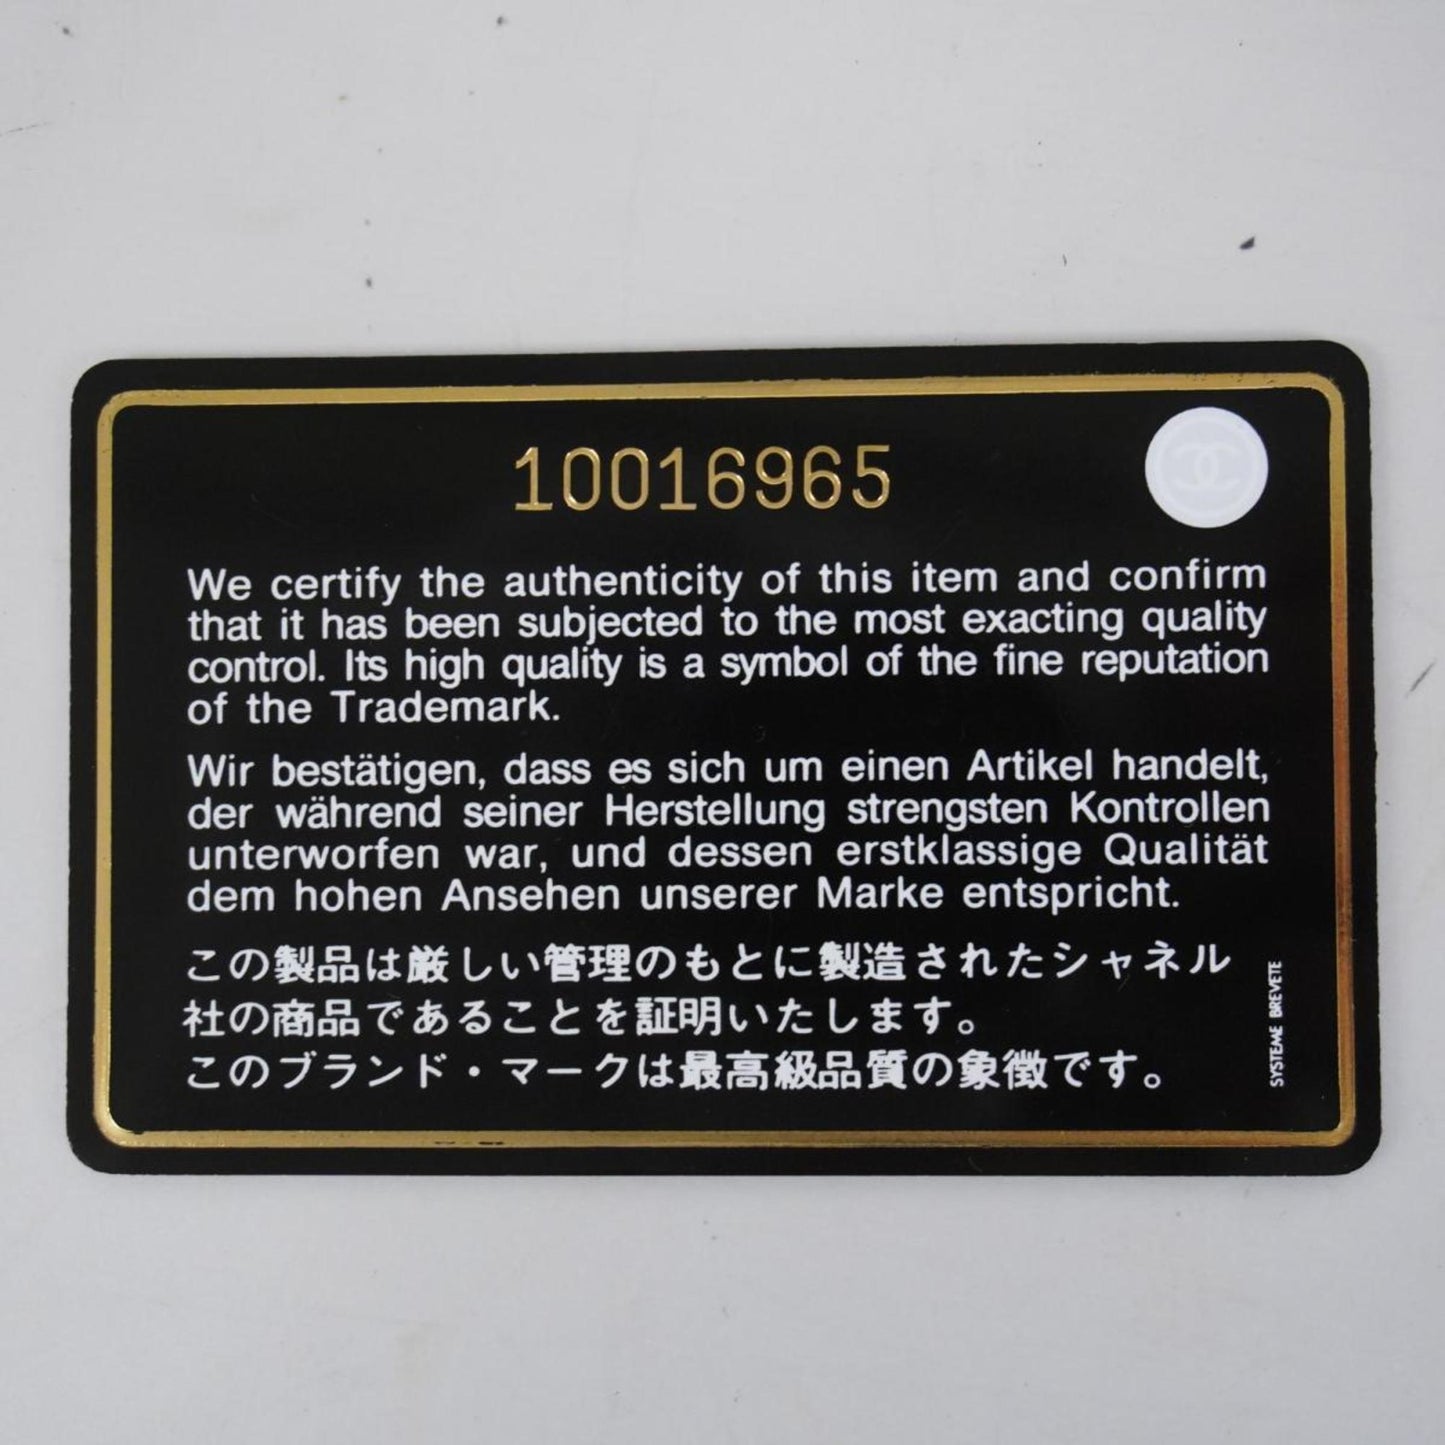 10016965
We certify the authenticity of this item and confirm
that it has been subjected to the most exacting quality
control. Its high quality is a symbol of the fine reputation
of the Trademark.
Wir bestätigen, dass es sich um einen Artikel handelt,
der während seiner Herstellung strengsten Kontrollen
unterworfen war, und dessen erstklassige Qualität
dem hohen Ansehen unserer Marke entspricht.
この製品は厳しい管理のもとに製造されたシャネル
社の商品であることを証明いたします。
このブランド・マークは最高級品質の象徴です。
SYSTEME BREVETE